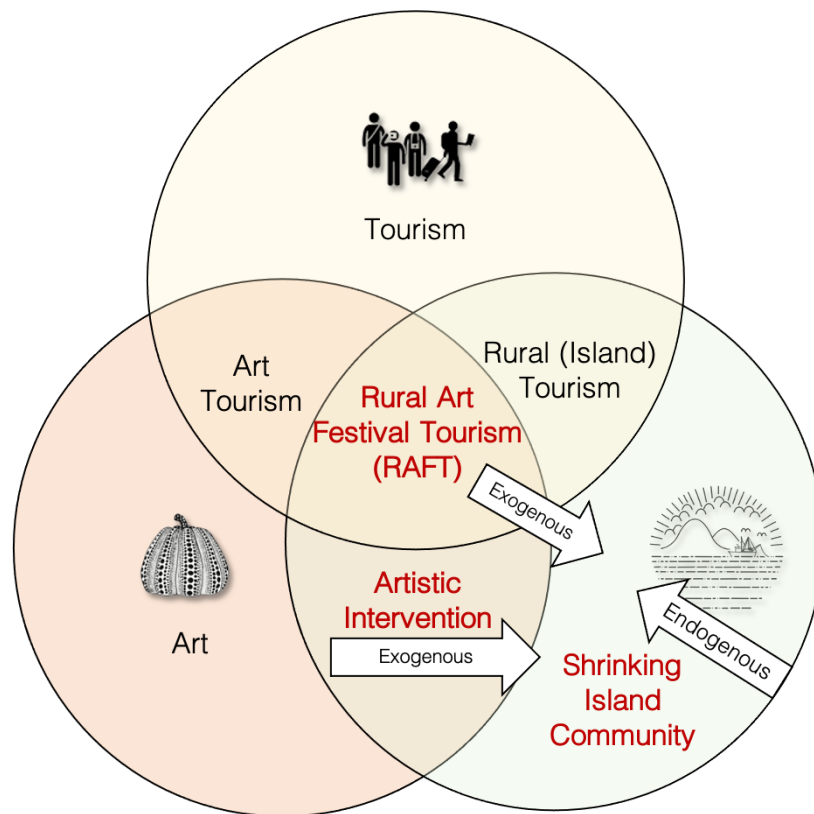 Tourism
Art
Tourism
Rural (Island)
Tourism
Rural Art
Festival Tourism
(RAFT)
Exogenous
Artistic
Intervention
Exogenous
Art
Endogenous
Shrinking
Island
Community